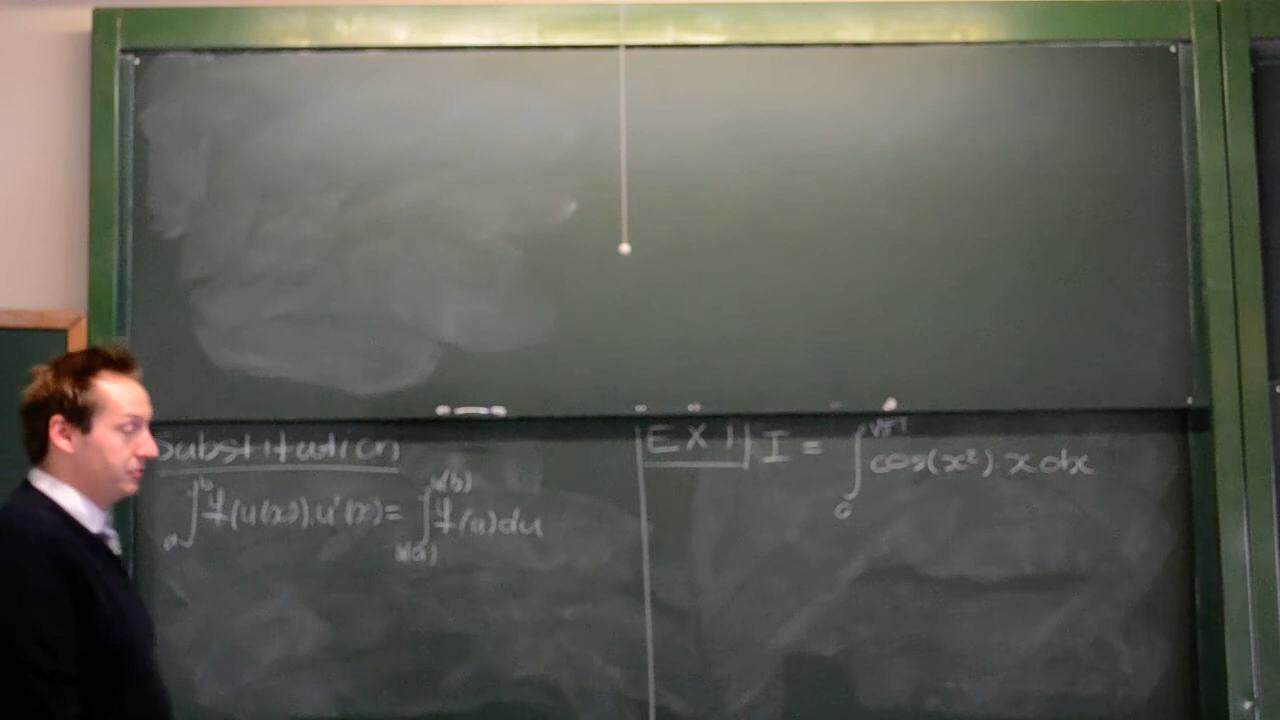 Substitution
∫_a^b f(u(x)).u'(x) = ∫_{u(a)}^{u(b)} f(u)du
EX 1 I = ∫_0^{√π} cos(x²).x dx